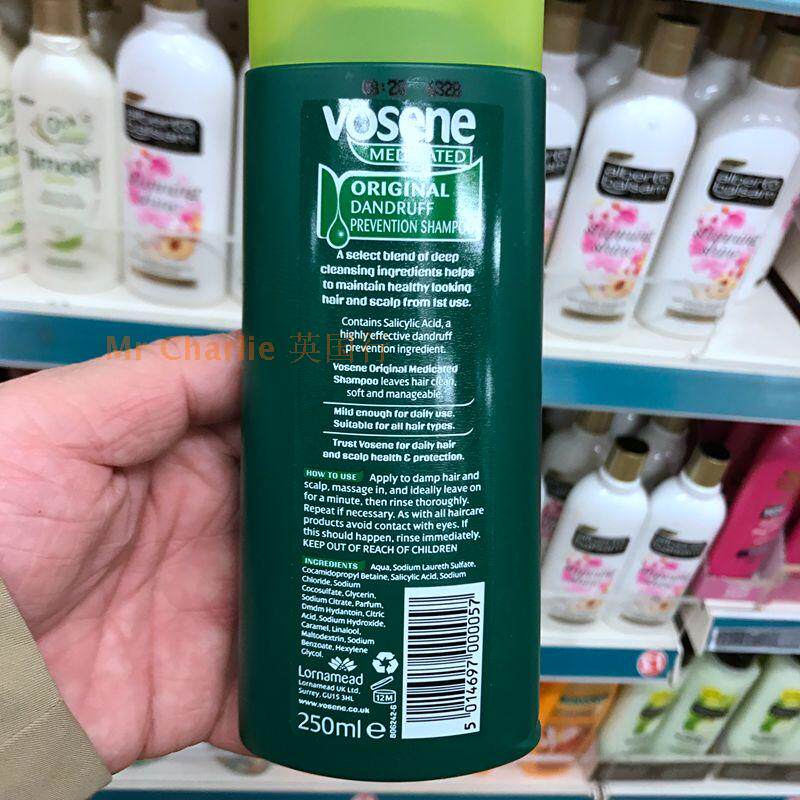 vosene
MEDICATED
ORIGINAL
DANDRUFF
PREVENTION SHAMPOO
A select blend of deep
cleansing ingredients helps
to maintain healthy looking
hair and scalp from 1st use.
Contains Salicylic Acid, a
highly effective dandruff
prevention ingredient.
Vosene Original Medicated
Shampoo leaves hair clean,
soft and manageable.
Mild enough for daily use.
Suitable for all hair types.
Trust Vosene for daily hair
and scalp health & protection.
HOW TO USE Apply to damp hair and
scalp, massage in, and ideally leave on
for a minute, then rinse thoroughly.
Repeat if necessary. As with all haircare
products avoid contact with eyes. If
this should happen, rinse immediately.
KEEP OUT OF REACH OF CHILDREN
INGREDIENTS Aqua, Sodium Laureth Sulfate,
Cocamidopropyl Betaine, Salicylic Acid, Sodium
Chloride, Sodium
Cocosulfate, Glycerin,
Sodium Citrate, Parfum,
Dmdm Hydantoin, Citric
Acid, Sodium Hydroxide,
Caramel, Linalool,
Maltodextrin, Sodium
Benzoate, Hexylene
Glycol.
Lornamead
Lornamead UK Ltd,
Surrey, GU15 3HL
www.vosene.co.uk
12M
806242-G
250ml e
5 014697 000057
Mr Charlie 英国行
Timotei
alberto
balsam
stunning
shine
alberto
balsam
stunning
shine